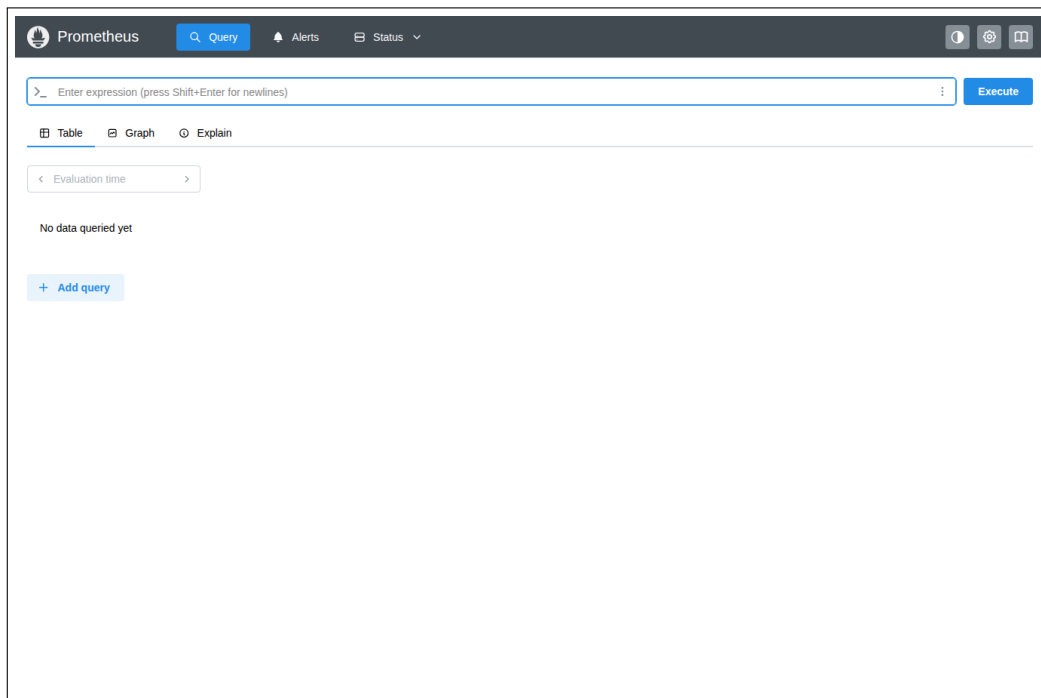 Prometheus Query Alerts Status
Enter expression (press Shift+Enter for newlines) Execute
Table Graph Explain
Evaluation time
No data queried yet
Add query